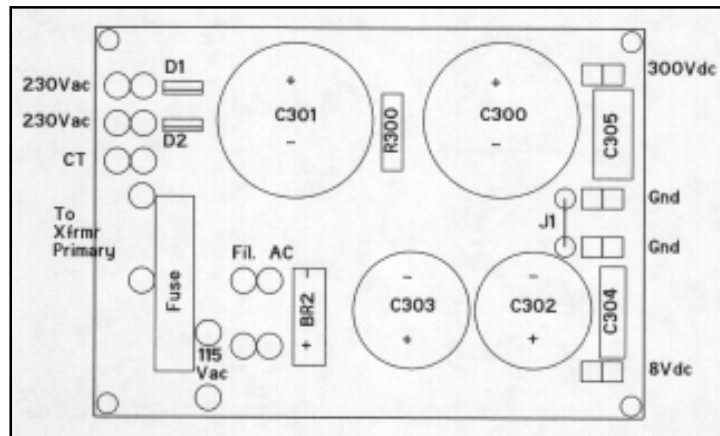 D1
230Vac
230Vac
D2
CT
To
Xfrmr
Primary
Fuse
115
Vac
Fil. AC
- BR2 +
+
C301
-
R300
+
C300
-
300Vdc
C305
Gnd
J1
Gnd
-
C303
+
-
C302
+
C304
8Vdc